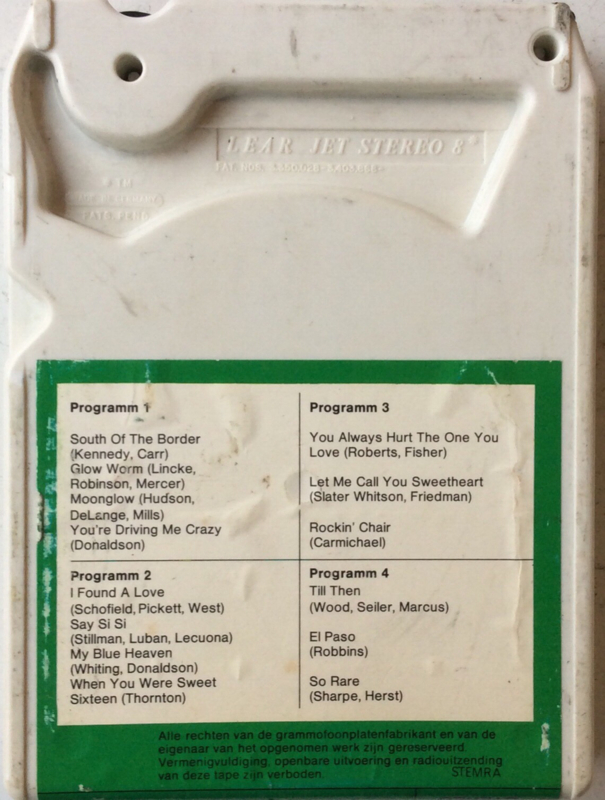 LEAR JET STEREO 8®
PAT. NOS.
® TM
PATS. PEND
Programm 1
South Of The Border
(Kennedy, Carr)
Glow Worm (Lincke,
Robinson, Mercer)
Moonglow (Hudson,
DeLange, Mills)
You're Driving Me Crazy
(Donaldson)
Programm 3
You Always Hurt The One You
Love (Roberts, Fisher)
Let Me Call You Sweetheart
(Slater Whitson, Friedman)
Rockin' Chair
(Carmichael)
Programm 2
I Found A Love
(Schofield, Pickett, West)
Say Si Si
(Stillman, Luban, Lecuona)
My Blue Heaven
(Whiting, Donaldson)
When You Were Sweet
Sixteen (Thornton)
Programm 4
Till Then
(Wood, Seiler, Marcus)
El Paso
(Robbins)
So Rare
(Sharpe, Herst)
Alle rechten van de grammofoonplatenfabrikant en van de
eigenaar van het opgenomen werk zijn gereserveerd.
Vermenigvuldiging, openbare uitvoering en radiouitzending
van deze tape zijn verboden. STEMRA